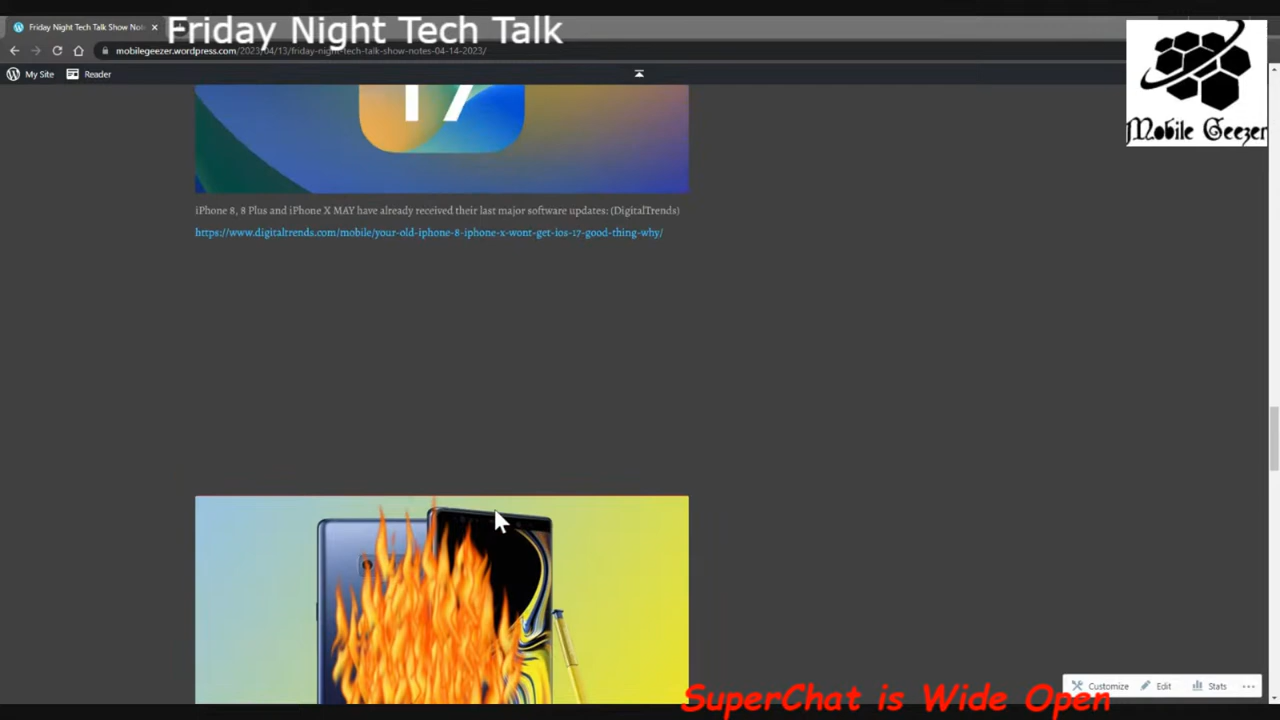 Friday Night Tech Talk Show Not
Friday Night Tech Talk
mobilegeezer.wordpress.com/2023/04/13/friday-night-tech-talk-show-notes-04-14-2023/
My Site
Reader
Mobile Geezer
17
iPhone 8, 8 Plus and iPhone X MAY have already received their last major software updates: (DigitalTrends)
https://www.digitaltrends.com/mobile/your-old-iphone-8-iphone-x-wont-get-ios-17-good-thing-why/
Customize
Edit
Stats
SuperChat is Wide Open